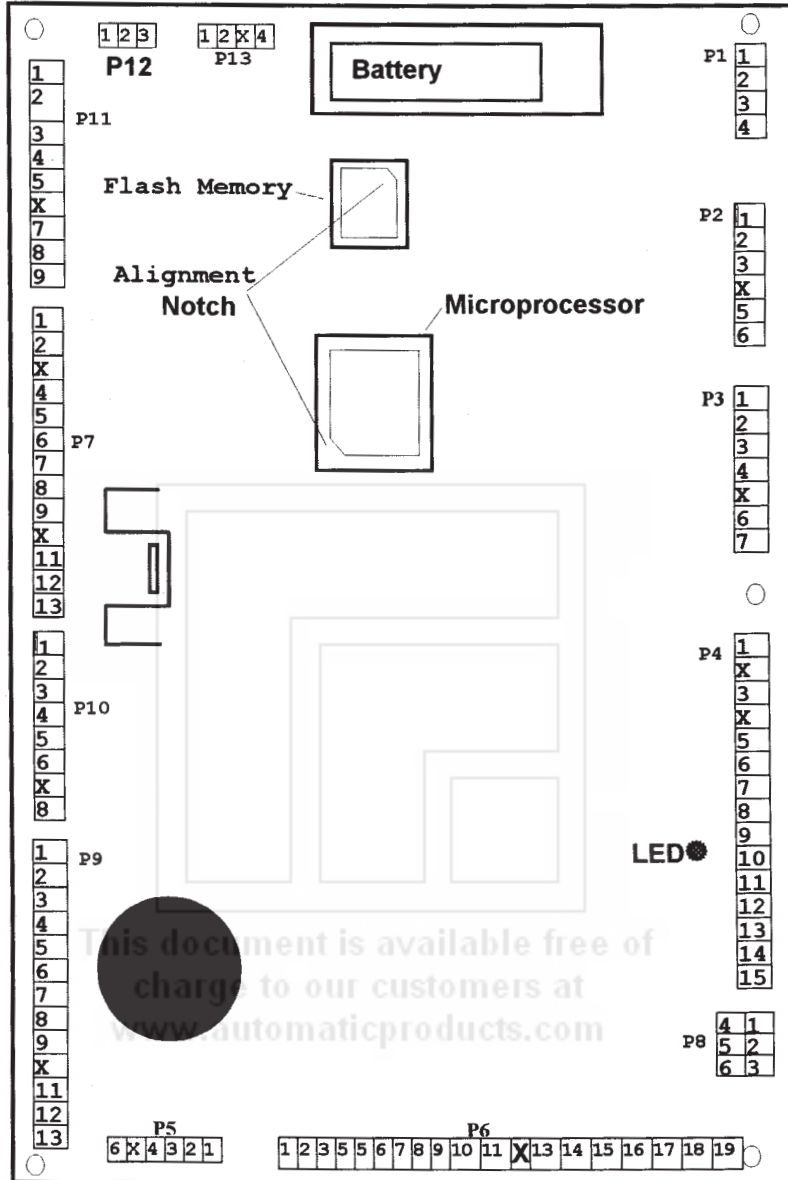 1 2 3
P12
1 2 X 4
P13
Battery
P1
1
2
3
4
1
2
3
4
5
X
7
8
9
P11
Flash Memory
Alignment
Notch
Microprocessor
P2
1
2
3
X
5
6
1
2
X
4
5
6
7
8
9
X
11
12
13
P7
P3
1
2
3
4
X
6
7
1
2
3
4
5
6
X
8
P10
P4
1
X
3
X
5
6
7
8
9
10
11
12
13
14
15
LED
1
2
3
4
5
6
7
8
9
X
11
12
13
P9
This document is available free of
charge to our customers at
www.automaticproducts.com
P8
4 1
5 2
6 3
P5
6 X 4 3 2 1
P6
1 2 3 5 5 6 7 8 9 10 11 X 13 14 15 16 17 18 19